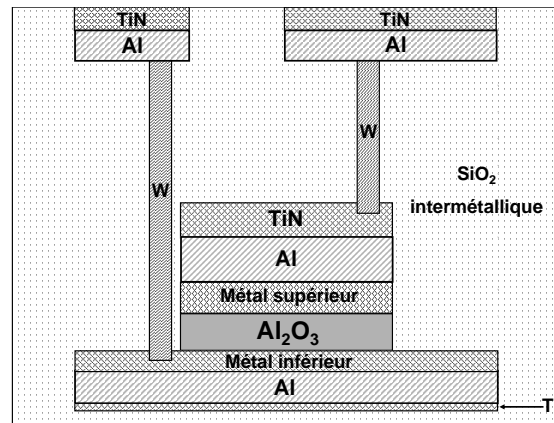 TiN
TiN
Al
Al
W
W
SiO₂
intermétallique
TiN
Al
Métal supérieur
Al₂O₃
Métal inférieur
Al
T